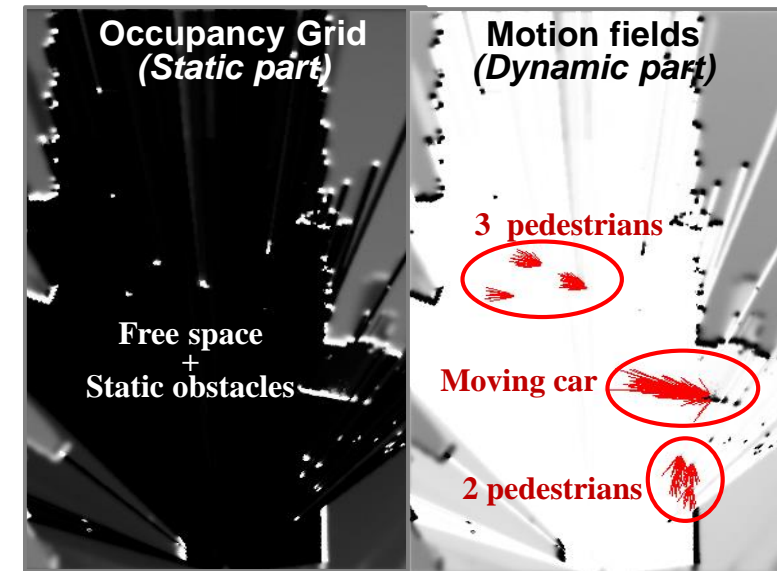 Occupancy Grid
(Static part)
Free space
+
Static obstacles
Motion fields
(Dynamic part)
3 pedestrians
Moving car
2 pedestrians